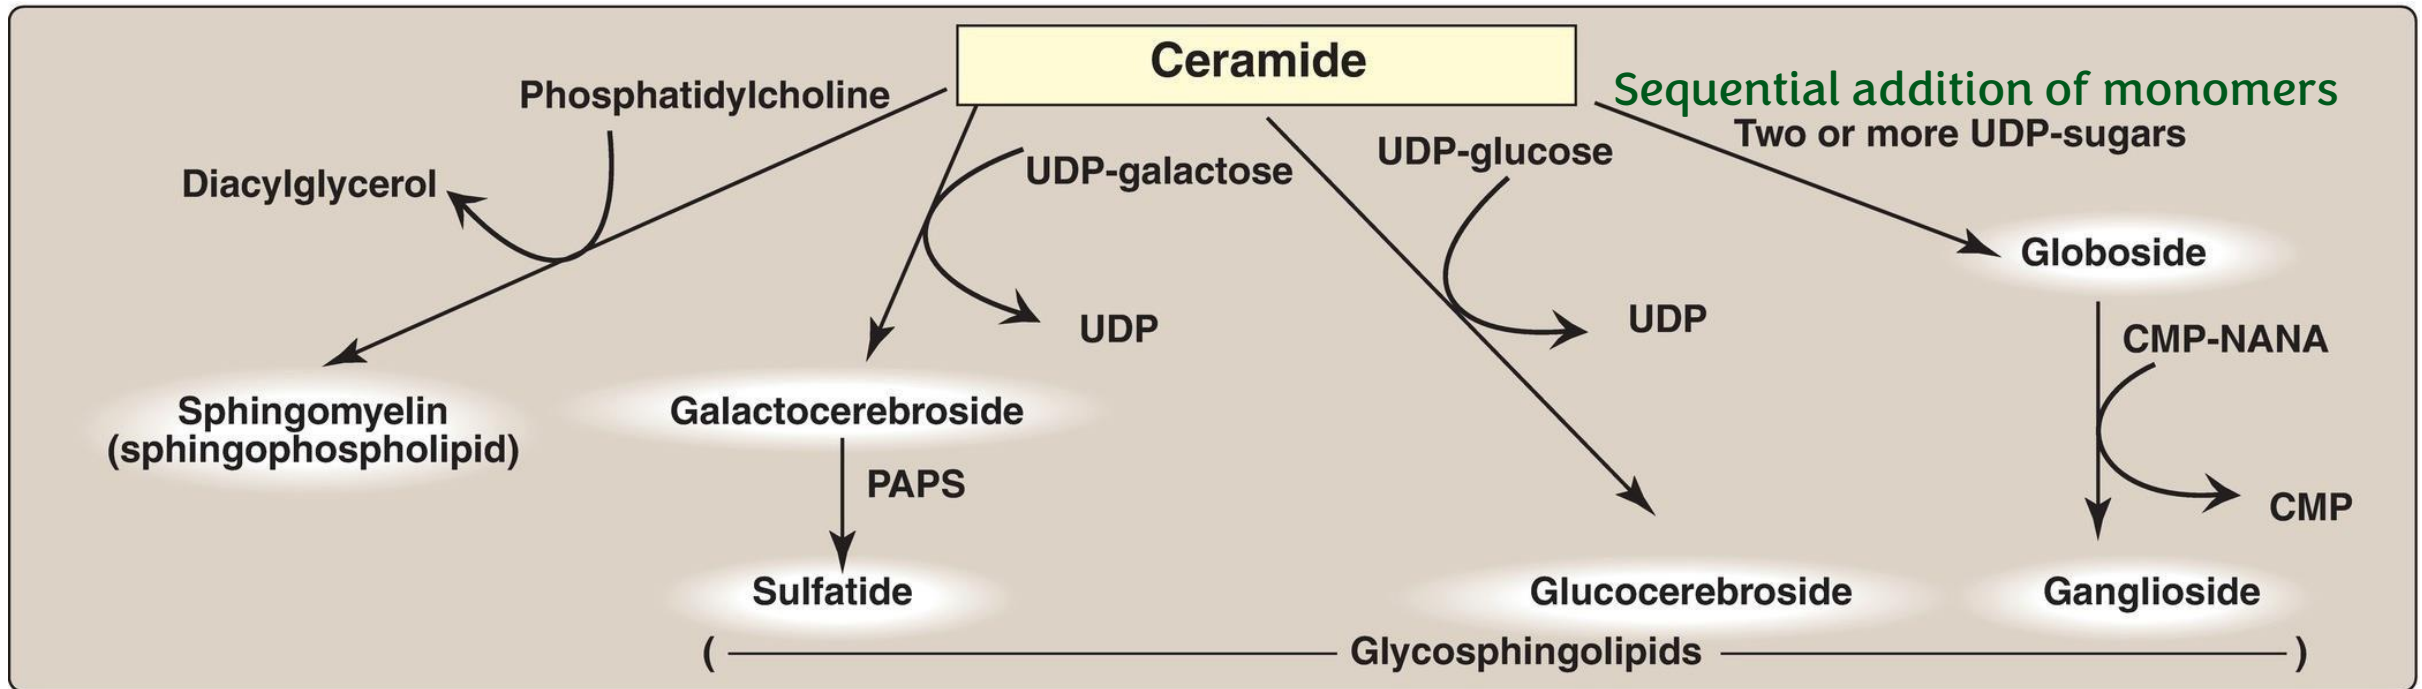 Ceramide
Sequential addition of monomers
Phosphatidylcholine
Two or more UDP-sugars
UDP-glucose
UDP-galactose
Diacylglycerol
Globoside
UDP
UDP
CMP-NANA
Sphingomyelin
(sphingophospholipid)
Galactocerebroside
PAPS
CMP
Sulfatide
Glucocerebroside
Ganglioside
( Glycosphingolipids )